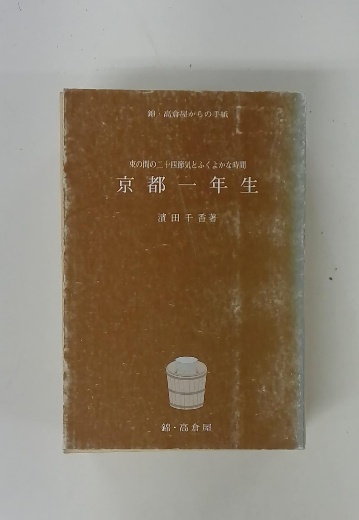 錦・高倉屋からの手紙
束の間の二十四節気とふくよかな時間
京都一年生
濱田千香著
錦・高倉屋